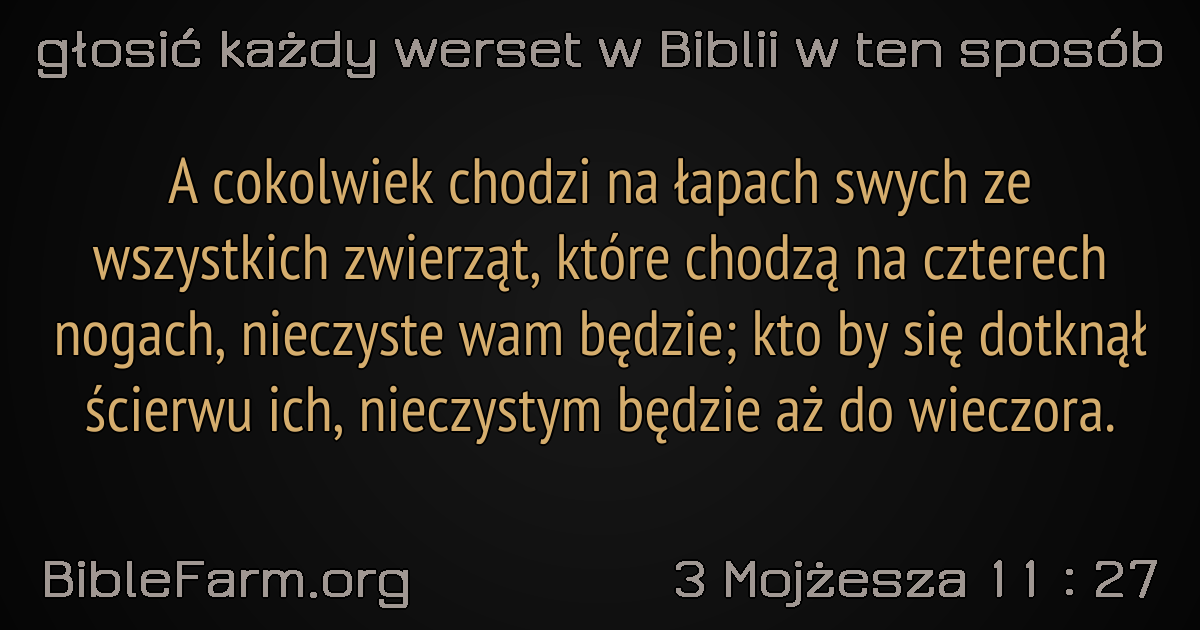 głosić każdy werset w Biblii w ten sposób
A cokolwiek chodzi na łapach swych ze
wszystkich zwierząt, które chodzą na czterech
nogach, nieczyste wam będzie; kto by się dotknął
ścierwu ich, nieczystym będzie aż do wieczora.
BibleFarm.org
3 Mojżesza 11 : 27